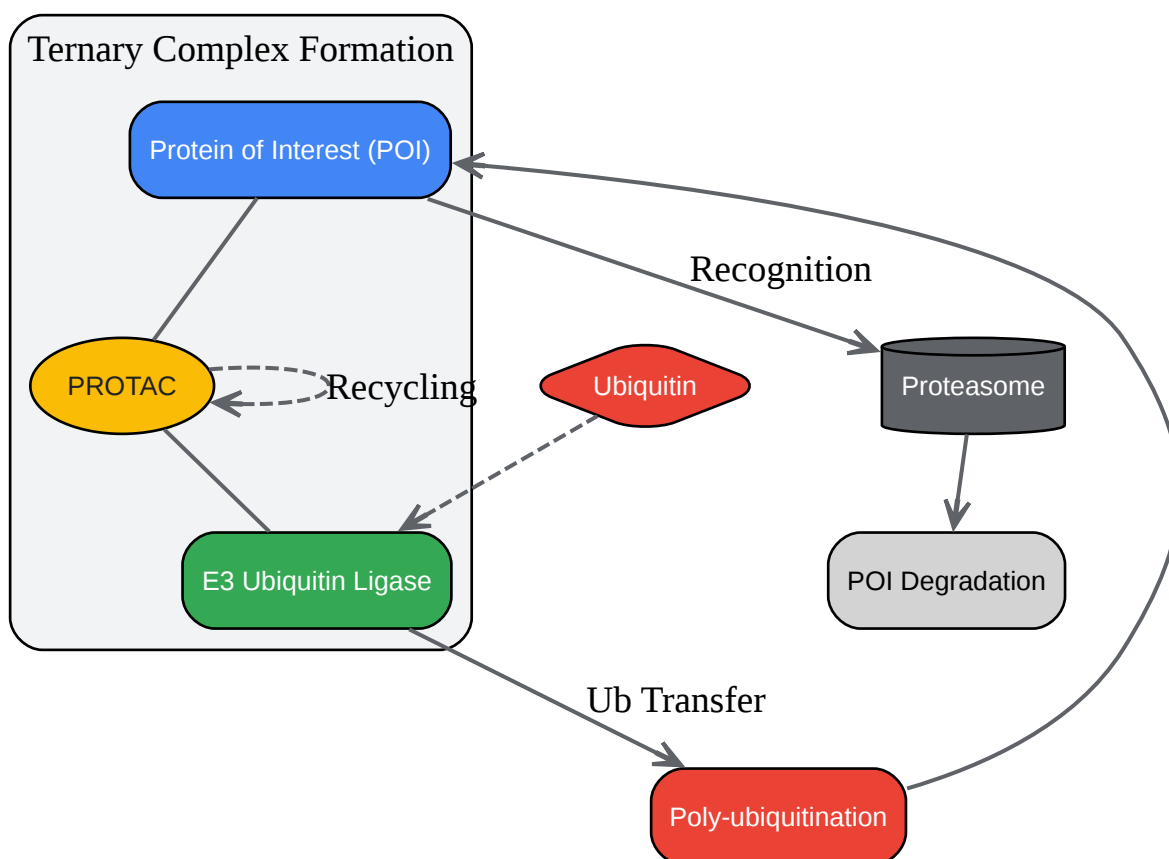 Ternary Complex Formation
Protein of Interest (POI)
Recognition
PROTAC
Recycling
Ubiquitin
Proteasome
E3 Ubiquitin Ligase
POI Degradation
Ub Transfer
Poly-ubiquitination